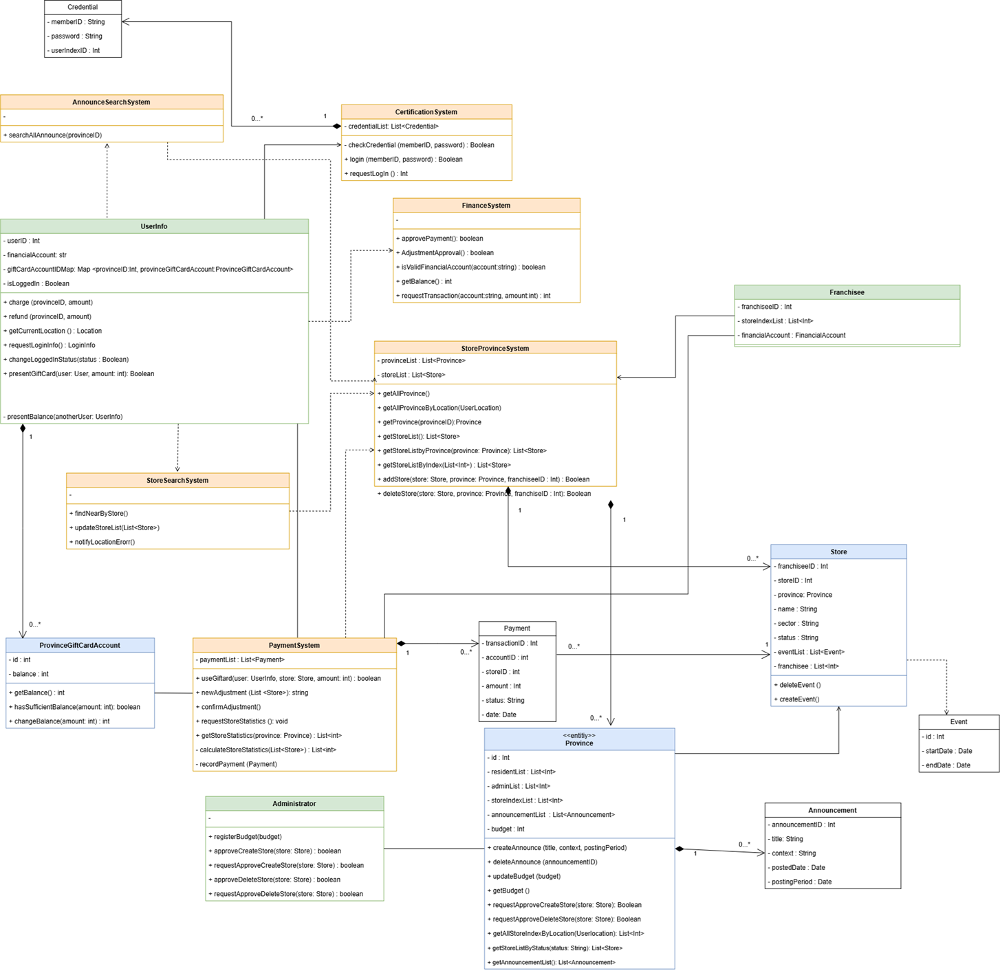 Credential
- memberID : String
- password : String
- userIndexID : Int
AnnounceSearchSystem
-
+ searchAllAnnounce(provinceID)
0...*
1
CertificationSystem
- credentialList: List<Credential>
- checkCredential (memberID, password) : Boolean
+ login (memberID, password) : Boolean
+ requestLogIn () : Int
FinanceSystem
-
+ approvePayment(): boolean
+ AdjustmentApproval() : boolean
+ isValidFinancialAccount(account:string) : boolean
+ getBalance() : int
+ requestTransaction(account:string, amount:int) : int
UserInfo
- userID : Int
- financialAccount: str
- giftCardAccountIDMap: Map <provinceID:Int, provinceGiftCardAccount:ProvinceGiftCardAccount>
- isLoggedIn : Boolean
+ charge (provinceID, amount)
+ refund (provinceID, amount)
+ getCurrentLocation () : Location
+ requestLoginInfo() : LoginInfo
+ changeLoggedInStatus(status : Boolean)
+ presentGiftCard(user: User, amount: int): Boolean
- presentBalance(anotherUser: UserInfo)
1
Franchisee
- franchiseeID : Int
- storeIndexList : List<Int>
- financialAccount : FinancialAccount
StoreProvinceSystem
- provinceList : List<Province>
- storeList : List<Store>
+ getAllProvince()
+ getAllProvinceByLocation(UserLocation)
+ getProvince(provinceID):Province
+ getStoreList(): List<Store>
+ getStoreListbyProvince(province: Province): List<Store>
+ getStoreListByIndex(List<Int>) : List<Store>
+ addStore(store: Store, province: Province, franchiseeID : Int) : Boolean
+ deleteStore(store: Store, province: Province, franchiseID : Int): Boolean
1
1
StoreSearchSystem
-
+ findNearByStore()
+ updateStoreList(List<Store>)
+ notifyLocationErorr()
0...*
Store
- franchiseeID : Int
- storeID : Int
- province: Province
- name : String
- sector : String
- status : String
- eventList : List<Event>
- franchisee : List<Int>
+ deleteEvent ()
+ createEvent()
0...*
ProvinceGiftCardAccount
- id : int
- balance : int
+ getBalance() : int
+ hasSufficientBalance(amount: int): boolean
+ changeBalance(amount: int) : int
PaymentSystem
- paymentList : List<Payment>
+ useGiftard(user: UserInfo, store: Store, amount: int) : boolean
+ newAdjustment (List <Store>): string
+ confirmAdjustment()
+ requestStoreStatistics (): void
+ getStoreStatistics(province: Province) : List<int>
- calculateStoreStatistics(List<Store>) : List<int>
- recordPayment (Payment)
1
0...*
Payment
- transactionID : Int
- accountID : int
- storeID : int
- amount : Int
- status: String
- date: Date
0...*
1
0...*
Event
- id : Int
- startDate : Date
- endDate : Date
<<entitiy>>
Province
- id : Int
- residentList : List<Int>
- adminList : List<Int>
- storeIndexList : List<Int>
- announcementList  : List<Announcement>
- budget : Int
+ createAnnounce (title, context, postingPeriod)
+ deleteAnnounce (announcementID)
+ updateBudget (budget)
+ getBudget ()
+ requestApproveCreateStore(store: Store): Boolean
+ requestApproveDeleteStore(store: Store): Boolean
+ getAllStoreIndexByLocation(Userlocation): List<Int>
+ getStoreListByStatus(status: String): List<Store>
+ getAnnouncementList(): List<Announcement>
Administrator
-
+ registerBudget(budget)
+ approveCreateStore(store: Store) : boolean
+ requestApproveCreateStore(store: Store) : boolean
+ approveDeleteStore(store: Store) : boolean
+ requestApproveDeleteStore(store: Store) : boolean
1
0...*
Announcement
- announcementID : Int
- title: String
- context : String
- postedDate : Date
- postingPeriod : Date